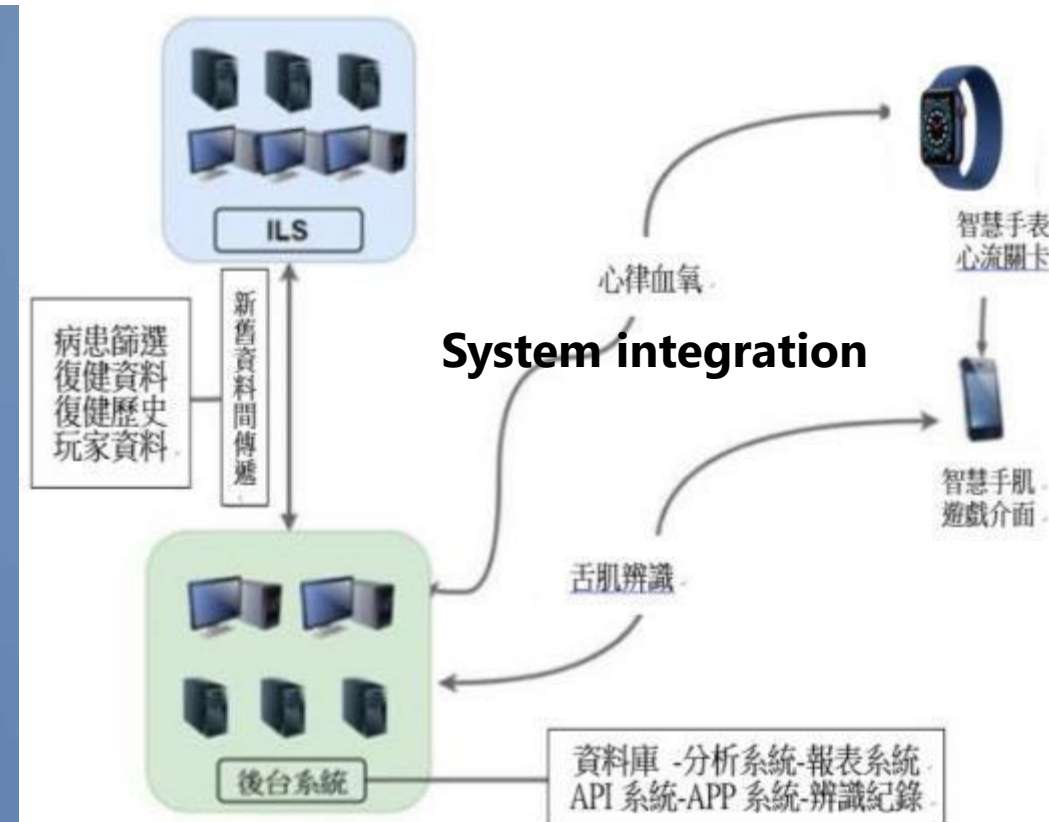 ILS
智慧手表
心流關卡
心律血氧
新舊資料間傳遞
病患篩選
復健資料
復健歷史
玩家資料
System integration
智慧手肌
遊戲介面
舌肌辨識
後台系統
資料庫 -分析系統-報表系統
API 系統-APP 系統-辨識紀錄